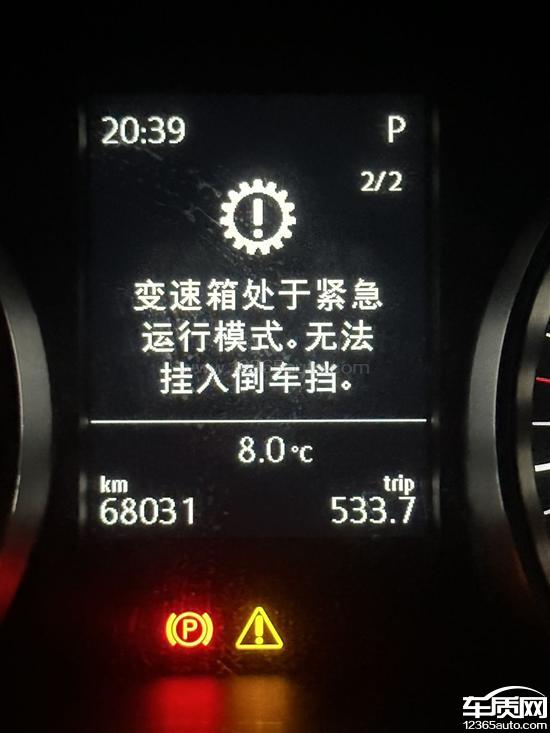 20:39 P
2/2
变速箱处于紧急
运行模式。无法
挂入倒车挡。
8.0℃
km trip
68031 533.7
P
车质网
12365auto.com